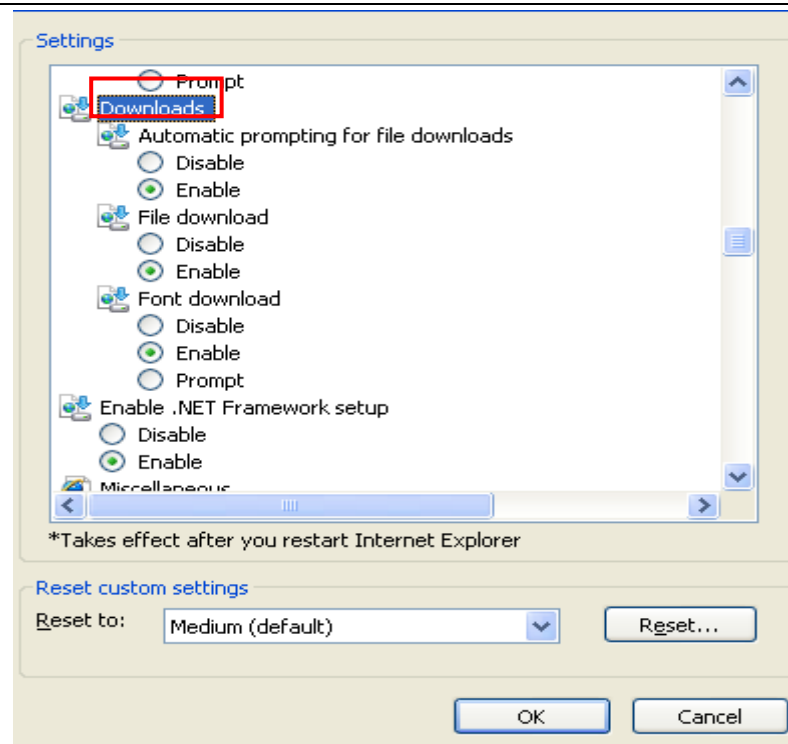 Settings
Prompt
Downloads
Automatic prompting for file downloads
Disable
Enable
File download
Disable
Enable
Font download
Disable
Enable
Prompt
Enable .NET Framework setup
Disable
Enable
Miscellaneous
*Takes effect after you restart Internet Explorer
Reset custom settings
Reset to: Medium (default) Reset...
OK Cancel